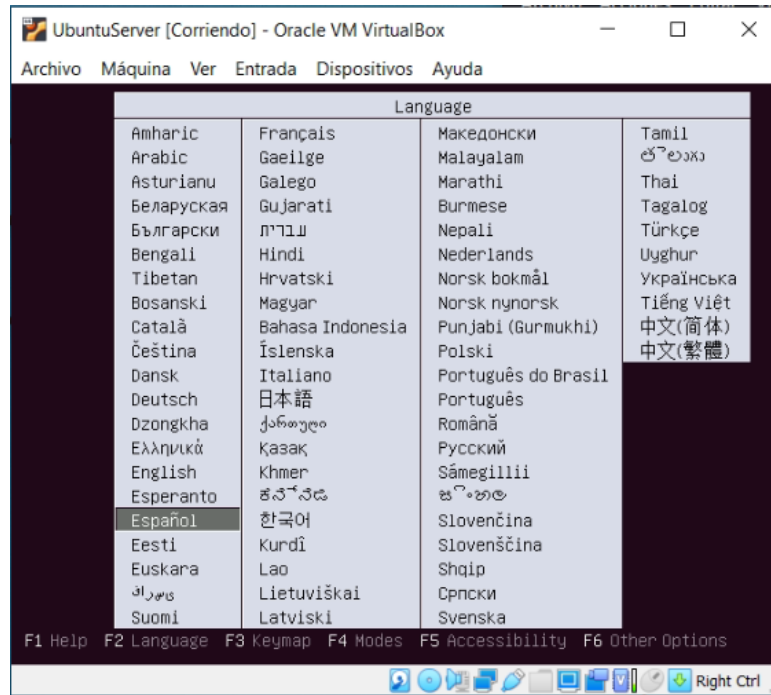 UbuntuServer [Corriendo] - Oracle VM VirtualBox
Archivo Máquina Ver Entrada Dispositivos Ayuda
Language
Amharic
Arabic
Asturianu
Беларуская
Български
Bengali
Tibetan
Bosanski
Català
Čeština
Dansk
Deutsch
Dzongkha
Ελληνικά
English
Esperanto
Español
Eesti
Euskara
Suomi
Français
Gaeilge
Galego
Gujarati
עברית
Hindi
Hrvatski
Magyar
Bahasa Indonesia
Íslenska
Italiano
日本語
ქართული
Қазақ
Khmer
ಕನ್ನಡ
한국어
Kurdî
Lao
Lietuviškai
Latviski
Македонски
Malayalam
Marathi
Burmese
Nepali
Nederlands
Norsk bokmål
Norsk nynorsk
Punjabi (Gurmukhi)
Polski
Português do Brasil
Português
Română
Русский
Sámegillii
සිංහල
Slovenčina
Slovenščina
Shqip
Српски
Svenska
Tamil
తెలుగు
Thai
Tagalog
Türkçe
Uyghur
Українська
Tiếng Việt
中文(简体)
中文(繁體)
F1 Help F2 Language F3 Keymap F4 Modes F5 Accessibility F6 Other Options
Right Ctrl